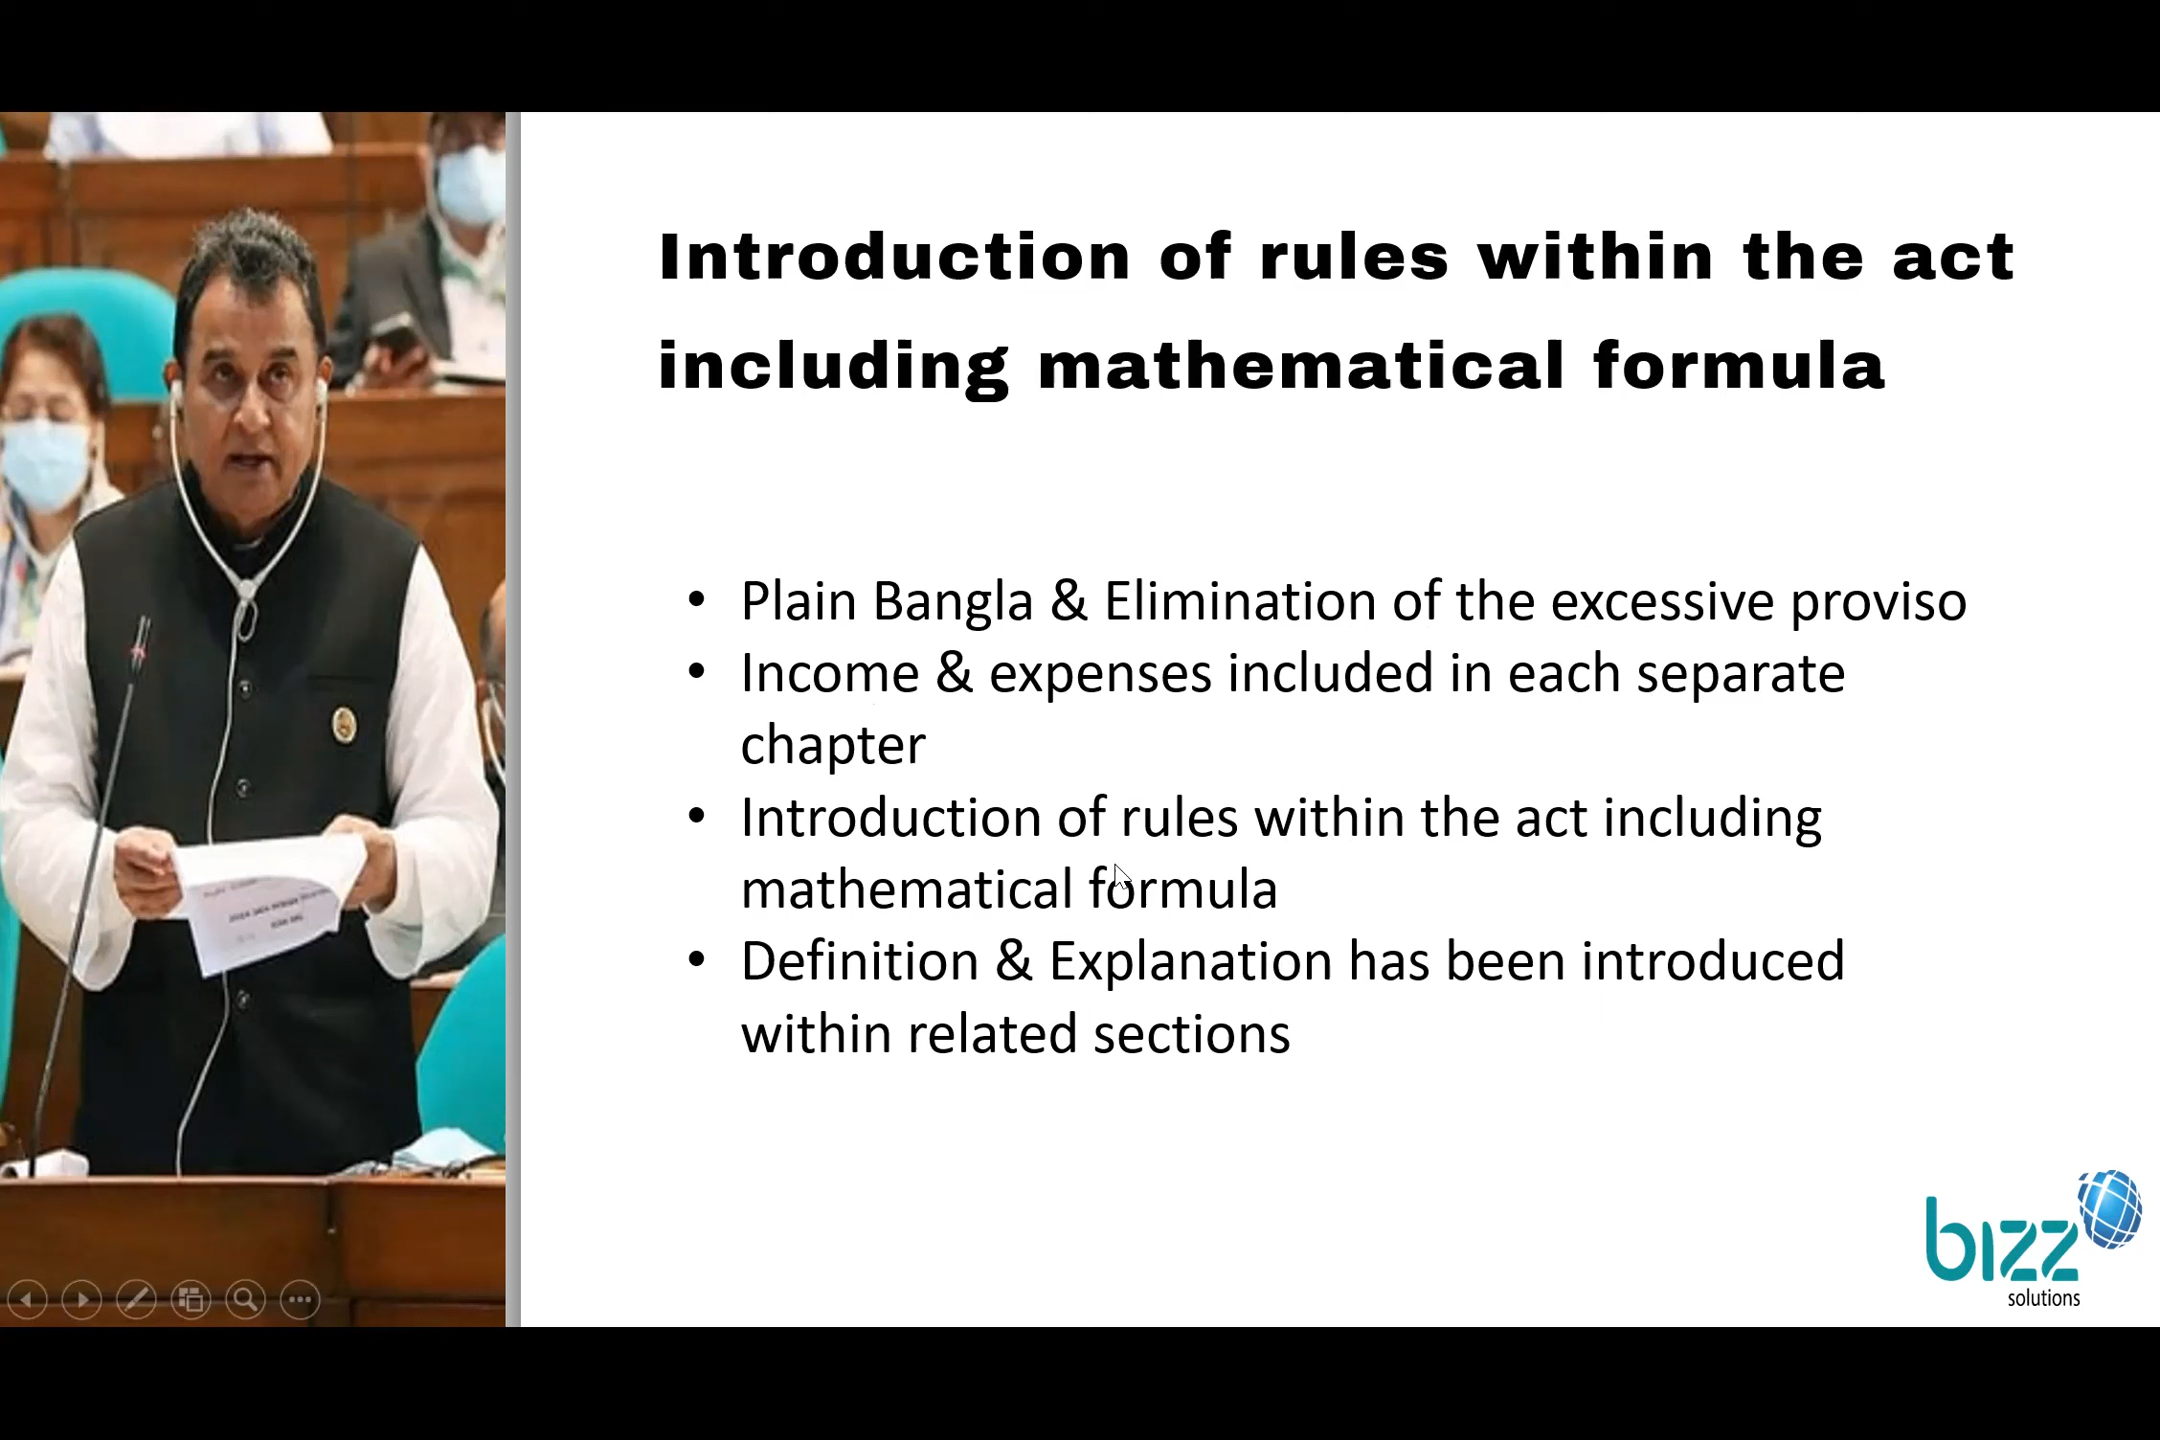 Introduction of rules within the act
including mathematical formula
• Plain Bangla & Elimination of the excessive proviso
• Income & expenses included in each separate
chapter
• Introduction of rules within the act including
mathematical formula
• Definition & Explanation has been introduced
within related sections
bizz
solutions